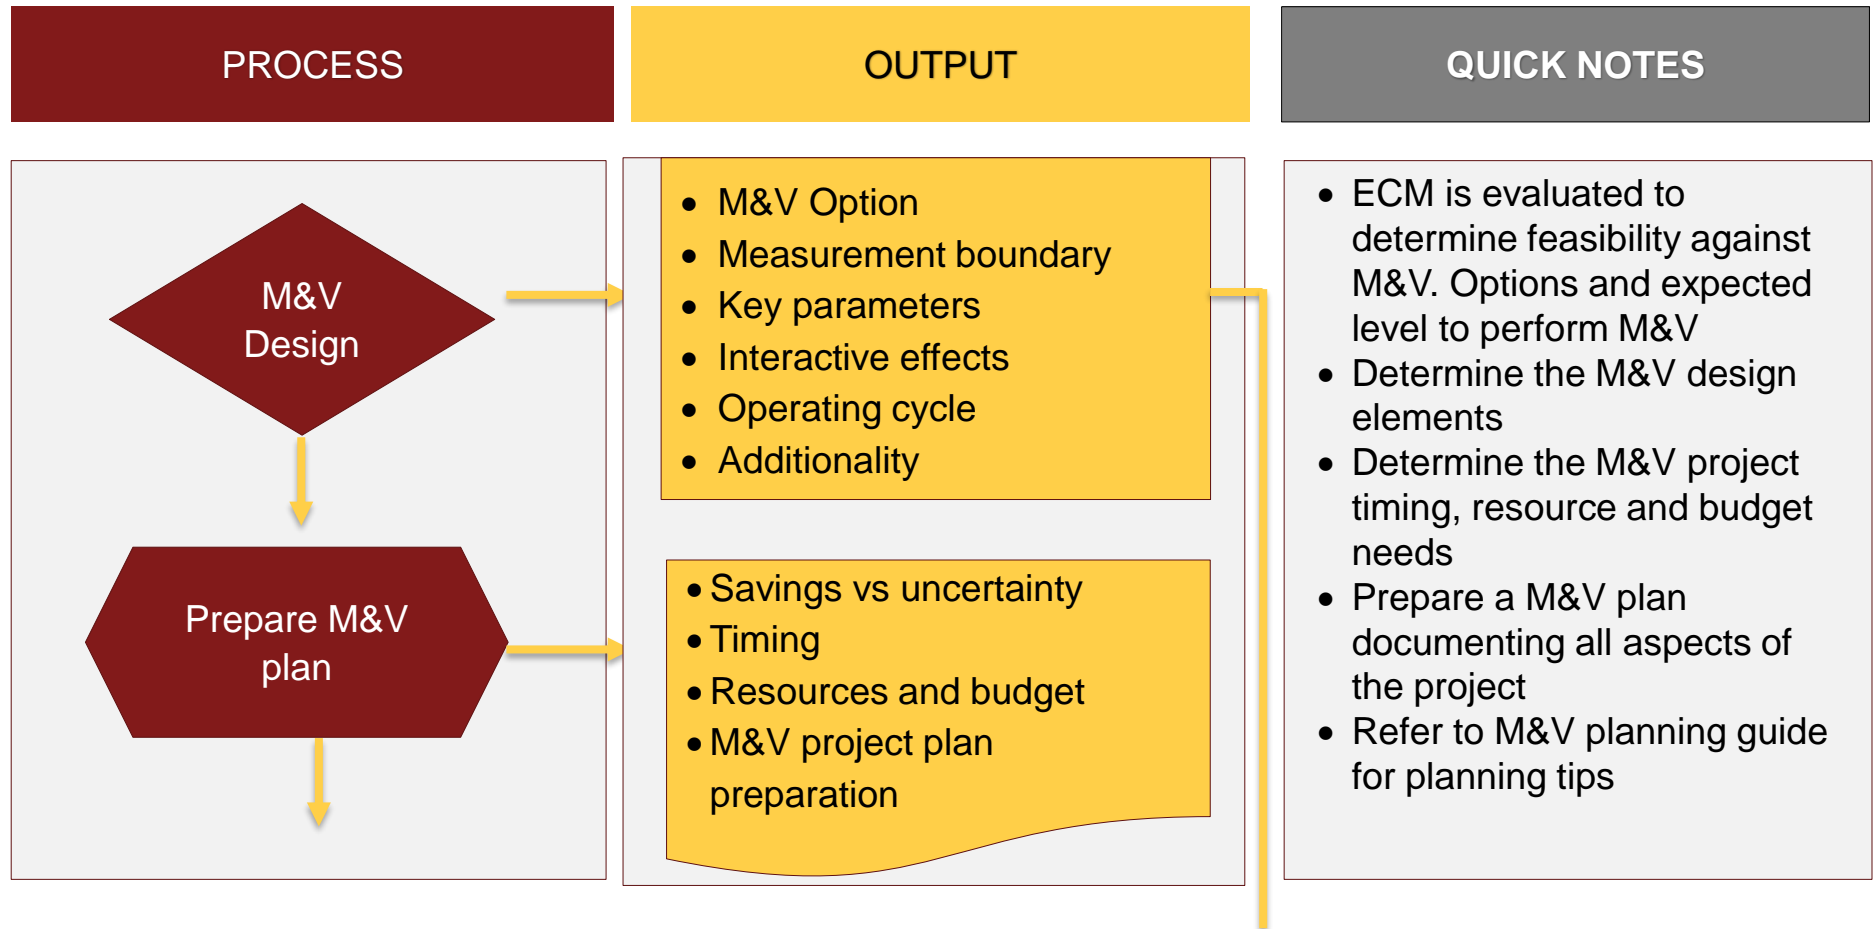 PROCESS
OUTPUT
QUICK NOTES
M&V
Design
Prepare M&V
plan
• M&V Option
• Measurement boundary
• Key parameters
• Interactive effects
• Operating cycle
• Additionality
• Savings vs uncertainty
• Timing
• Resources and budget
• M&V project plan
preparation
• ECM is evaluated to
determine feasibility against
M&V. Options and expected
level to perform M&V
• Determine the M&V design
elements
• Determine the M&V project
timing, resource and budget
needs
• Prepare a M&V plan
documenting all aspects of
the project
• Refer to M&V planning guide
for planning tips